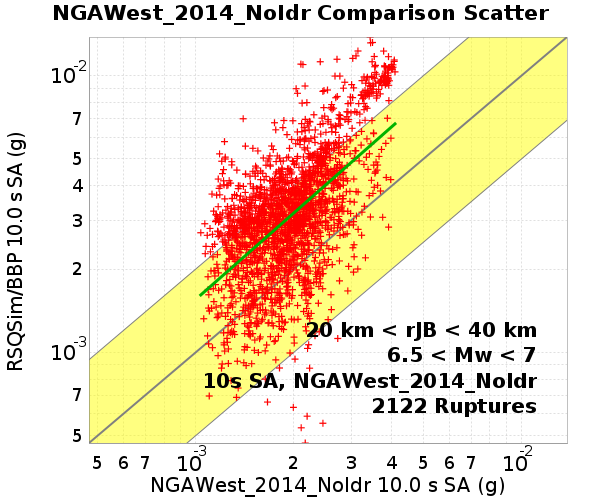 NGAWest_2014_NoIdr Comparison Scatter
RSQSim/BBP 10.0 s SA (g)
10-2
7
5
4
3
2
10-3
7
5
20 km < rJB < 40 km
6.5 < Mw < 7
10s SA, NGAWest_2014_NoIdr
2122 Ruptures
5 6 7 10-3 2 3 4 5 6 7 10-2
NGAWest_2014_NoIdr 10.0 s SA (g)